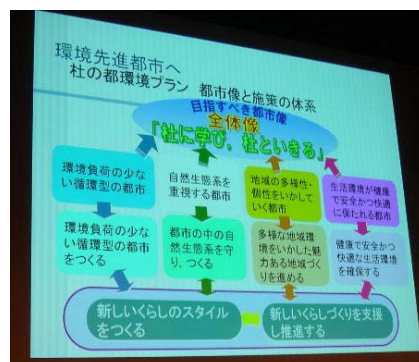 環境先進都市へ
杜の都環境プラン 都市像と施策の体系
目指すべき都市像
全体像
「杜に学び、杜といきる」
環境負荷の少な
い循環型の都市
自然生態系を
重視する都市
地域の多様性・
個性をいかして
いく都市
生活環境が健康
で安全かつ快適
に保たれる都市
環境負荷の少な
い循環型の都市
をつくる
都市の中の自
然生態系を守
り、つくる
多様な地域環
境をいかした魅
力ある地域づく
りを進める
健康で安全かつ
快適な生活環境
を確保する
新しいくらしのスタイル
をつくる
新しいくらしづくりを支援
し推進する